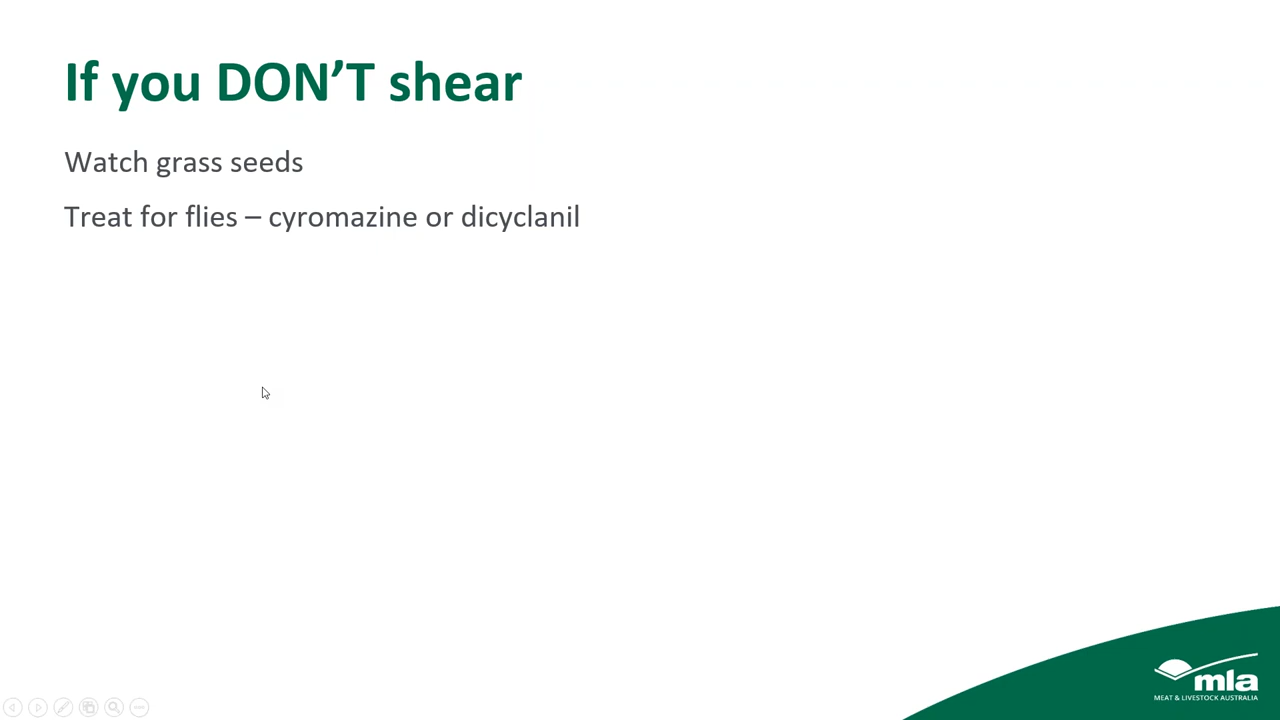 If you DON’T shear
Watch grass seeds
Treat for flies – cyromazine or dicyclanil
mla
MEAT & LIVESTOCK AUSTRALIA